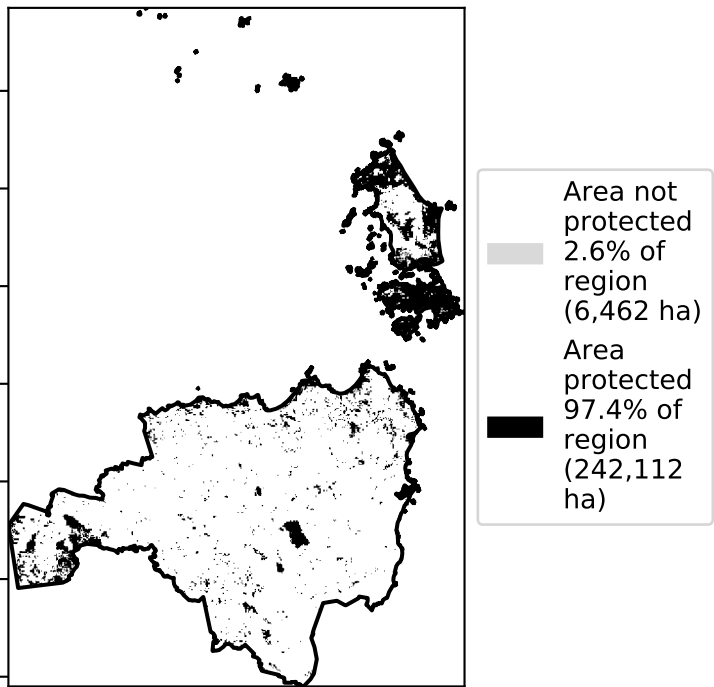 Area not
protected
2.6% of
region
(6,462 ha)
Area
protected
97.4% of
region
(242,112
ha)